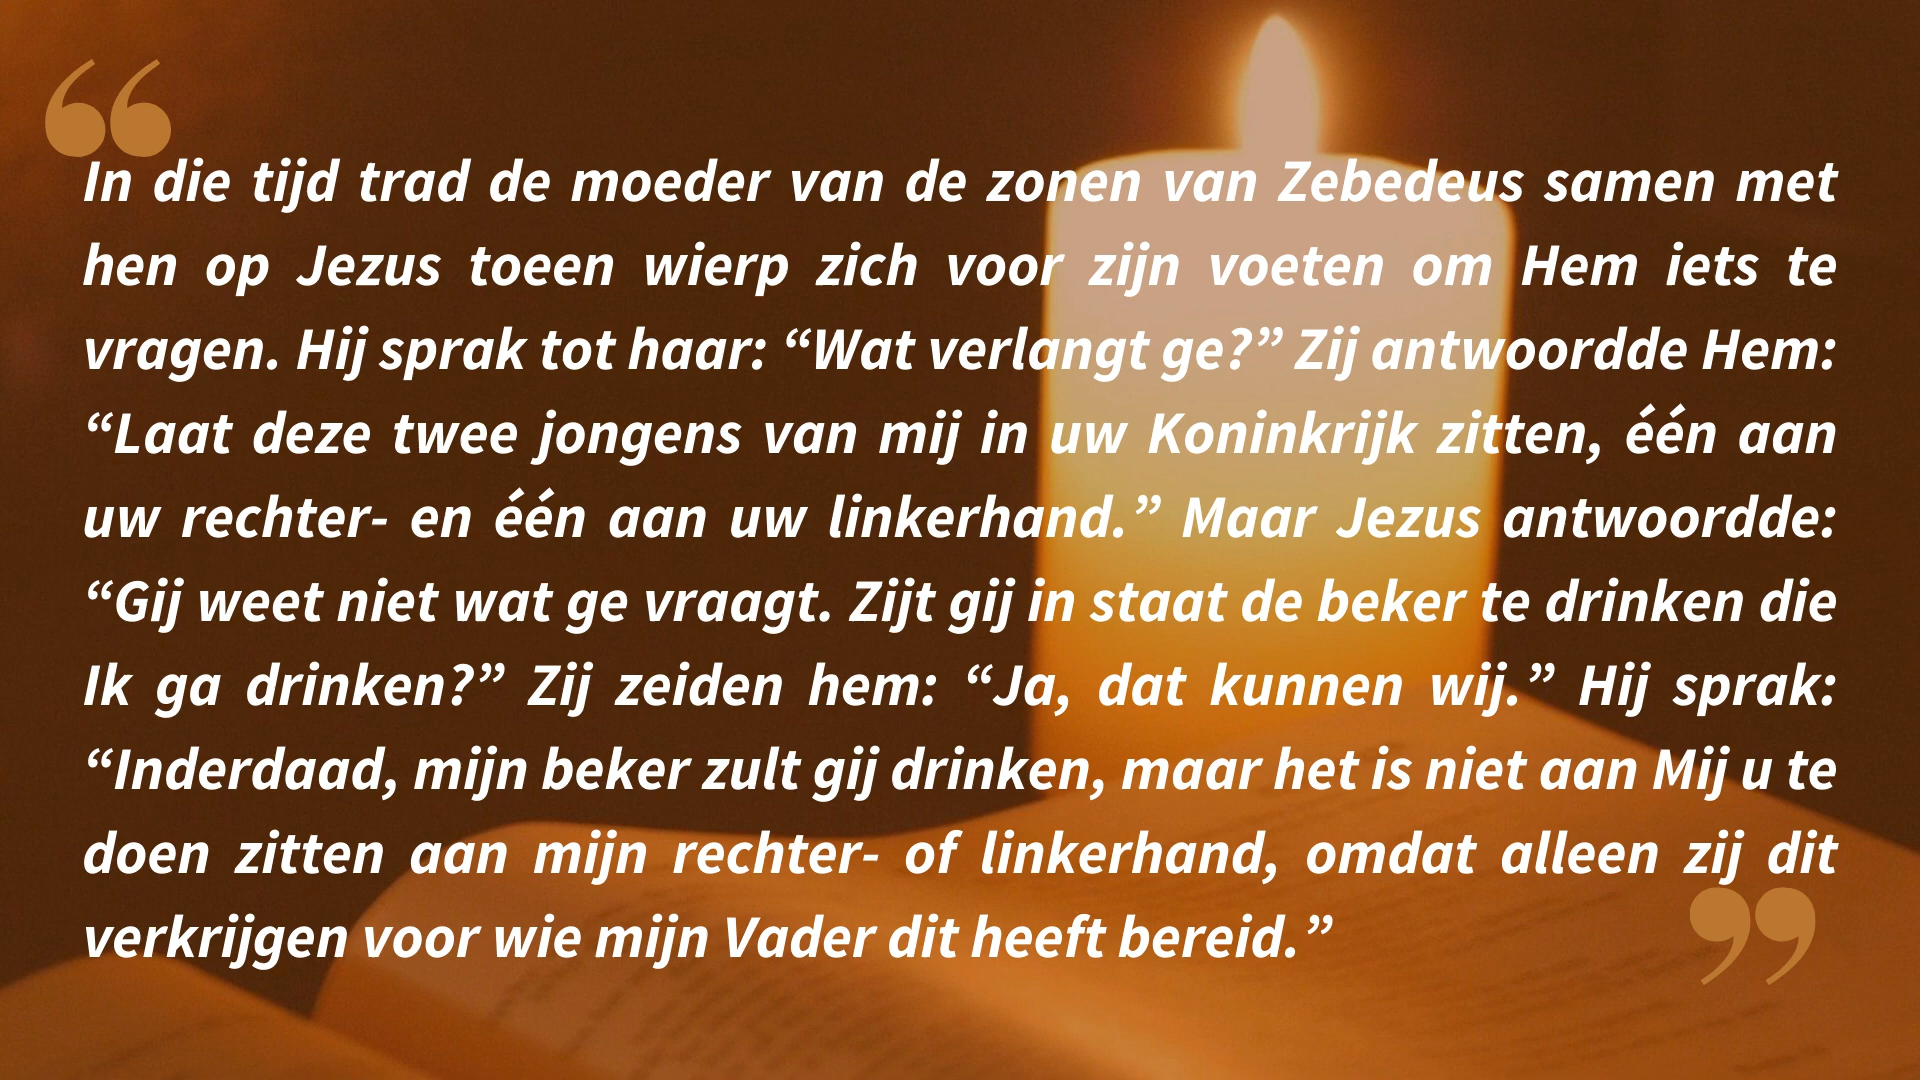 In die tijd trad de moeder van de zonen van Zebedeus samen met
hen op Jezus toeen wierp zich voor zijn voeten om Hem iets te
vragen. Hij sprak tot haar: “Wat verlangt ge?” Zij antwoordde Hem:
“Laat deze twee jongens van mij in uw Koninkrijk zitten, één aan
uw rechter- en één aan uw linkerhand.” Maar Jezus antwoordde:
“Gij weet niet wat ge vraagt. Zijt gij in staat de beker te drinken die
Ik ga drinken?” Zij zeiden hem: “Ja, dat kunnen wij.” Hij sprak:
“Inderdaad, mijn beker zult gij drinken, maar het is niet aan Mij u te
doen zitten aan mijn rechter- of linkerhand, omdat alleen zij dit
verkrijgen voor wie mijn Vader dit heeft bereid.”